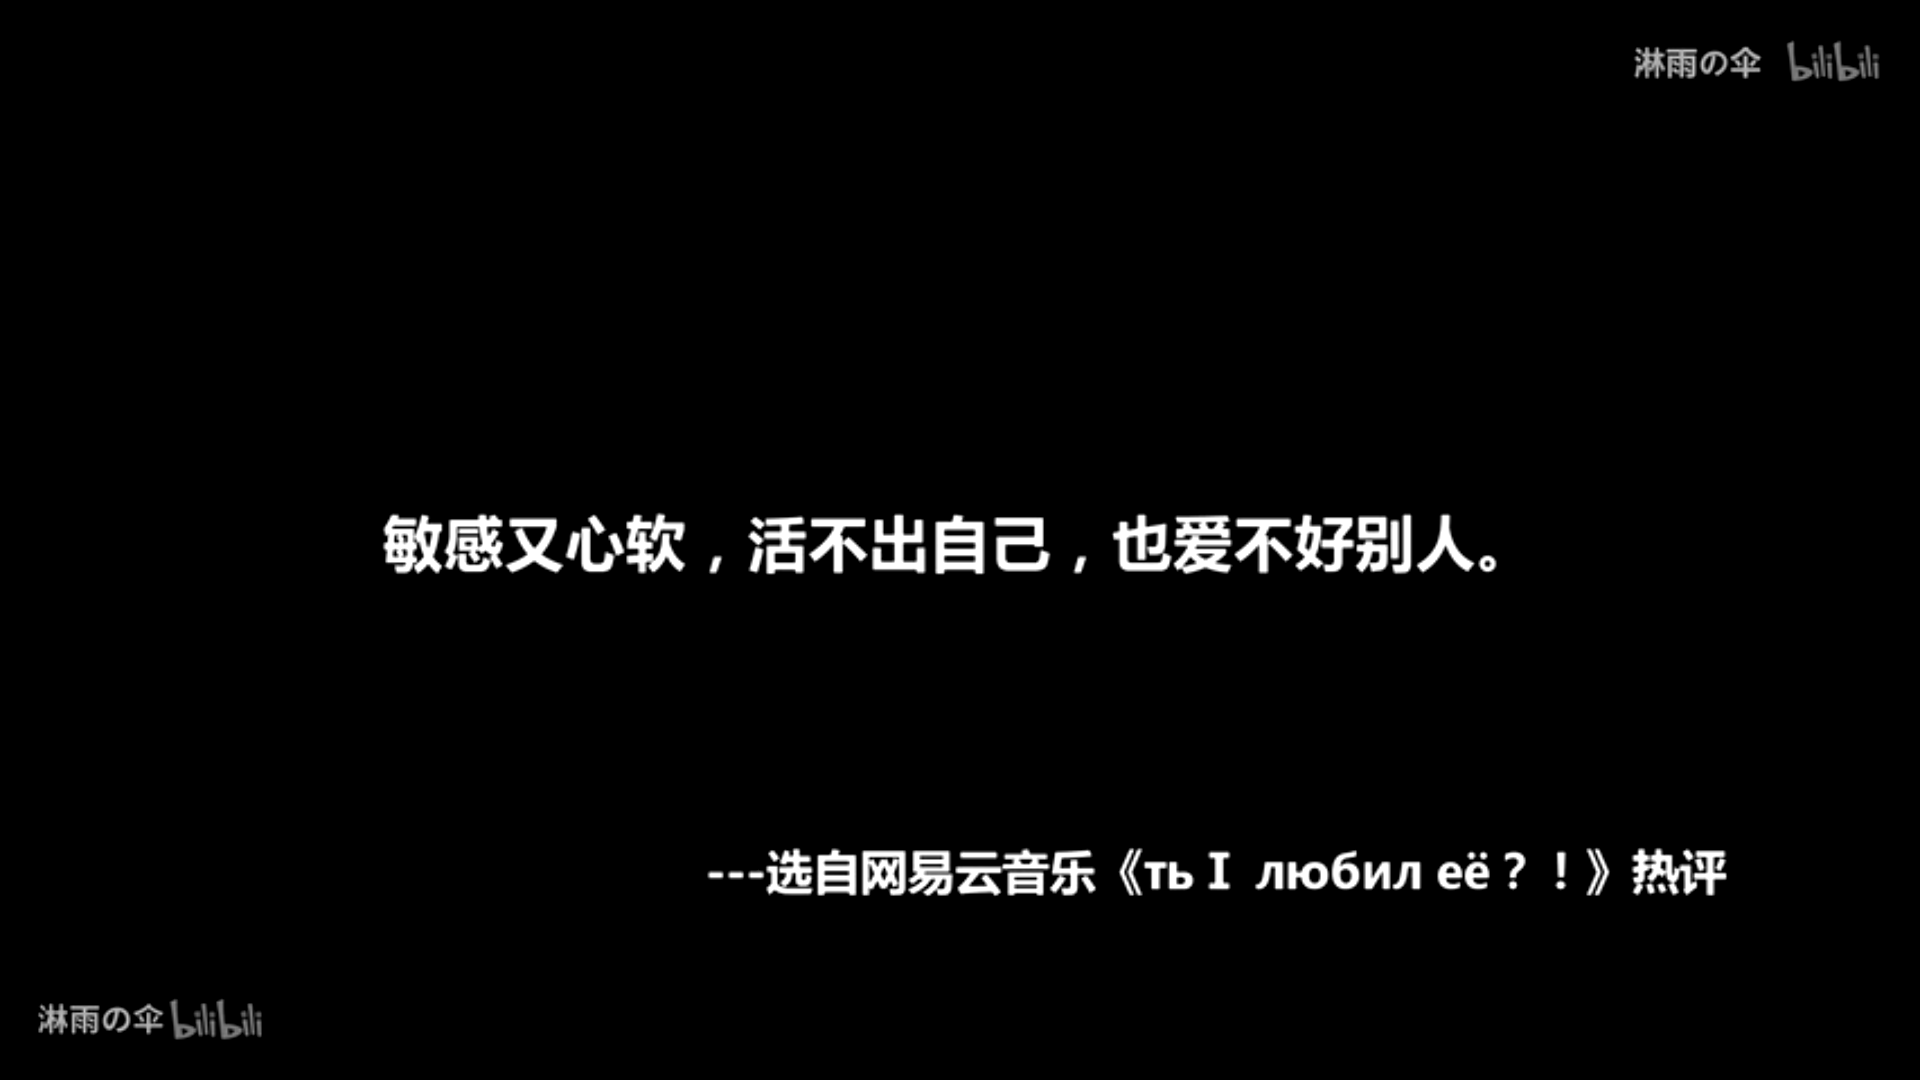 淋雨の伞 bilibili
敏感又心软，活不出自己，也爱不好别人。
---选自网易云音乐《тьＩ любил её？！》热评
淋雨の伞 bilibili